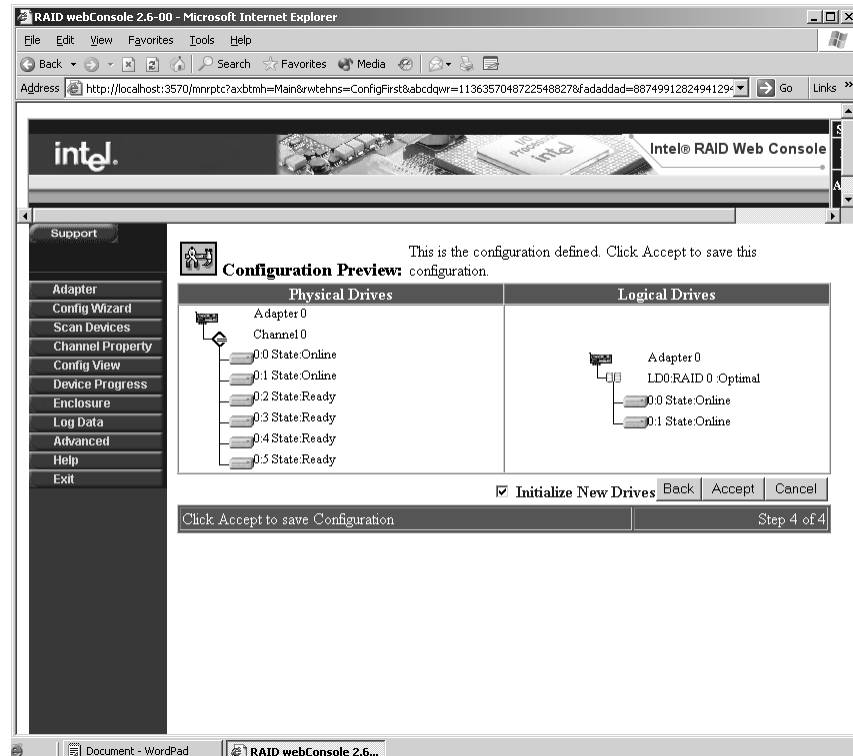 RAID webConsole 2.6-00 - Microsoft Internet Explorer
File Edit View Favorites Tools Help
Back Search Favorites Media
Address http://localhost:3570/mnrptc?axbtmh=Main&rwtehns=ConfigFirst&abcdqwr=11363570487225548827&fadaddad=8874991282494129 Go Links »
intel.
I/O Processor
intel
Intel® RAID Web Console
S
A
Support
This is the configuration defined. Click Accept to save this
Configuration Preview: configuration.
Adapter
Config Wizard
Scan Devices
Channel Property
Config View
Device Progress
Enclosure
Log Data
Advanced
Help
Exit
Physical Drives
Adapter 0
Channel 0
0:0 State:Online
0:1 State:Online
0:2 State:Ready
0:3 State:Ready
0:4 State:Ready
0:5 State:Ready
Logical Drives
Adapter 0
LD0:RAID 0 :Optimal
0:0 State:Online
0:1 State:Online
Initialize New Drives Back Accept Cancel
Click Accept to save Configuration Step 4 of 4
Document - WordPad RAID webConsole 2.6...